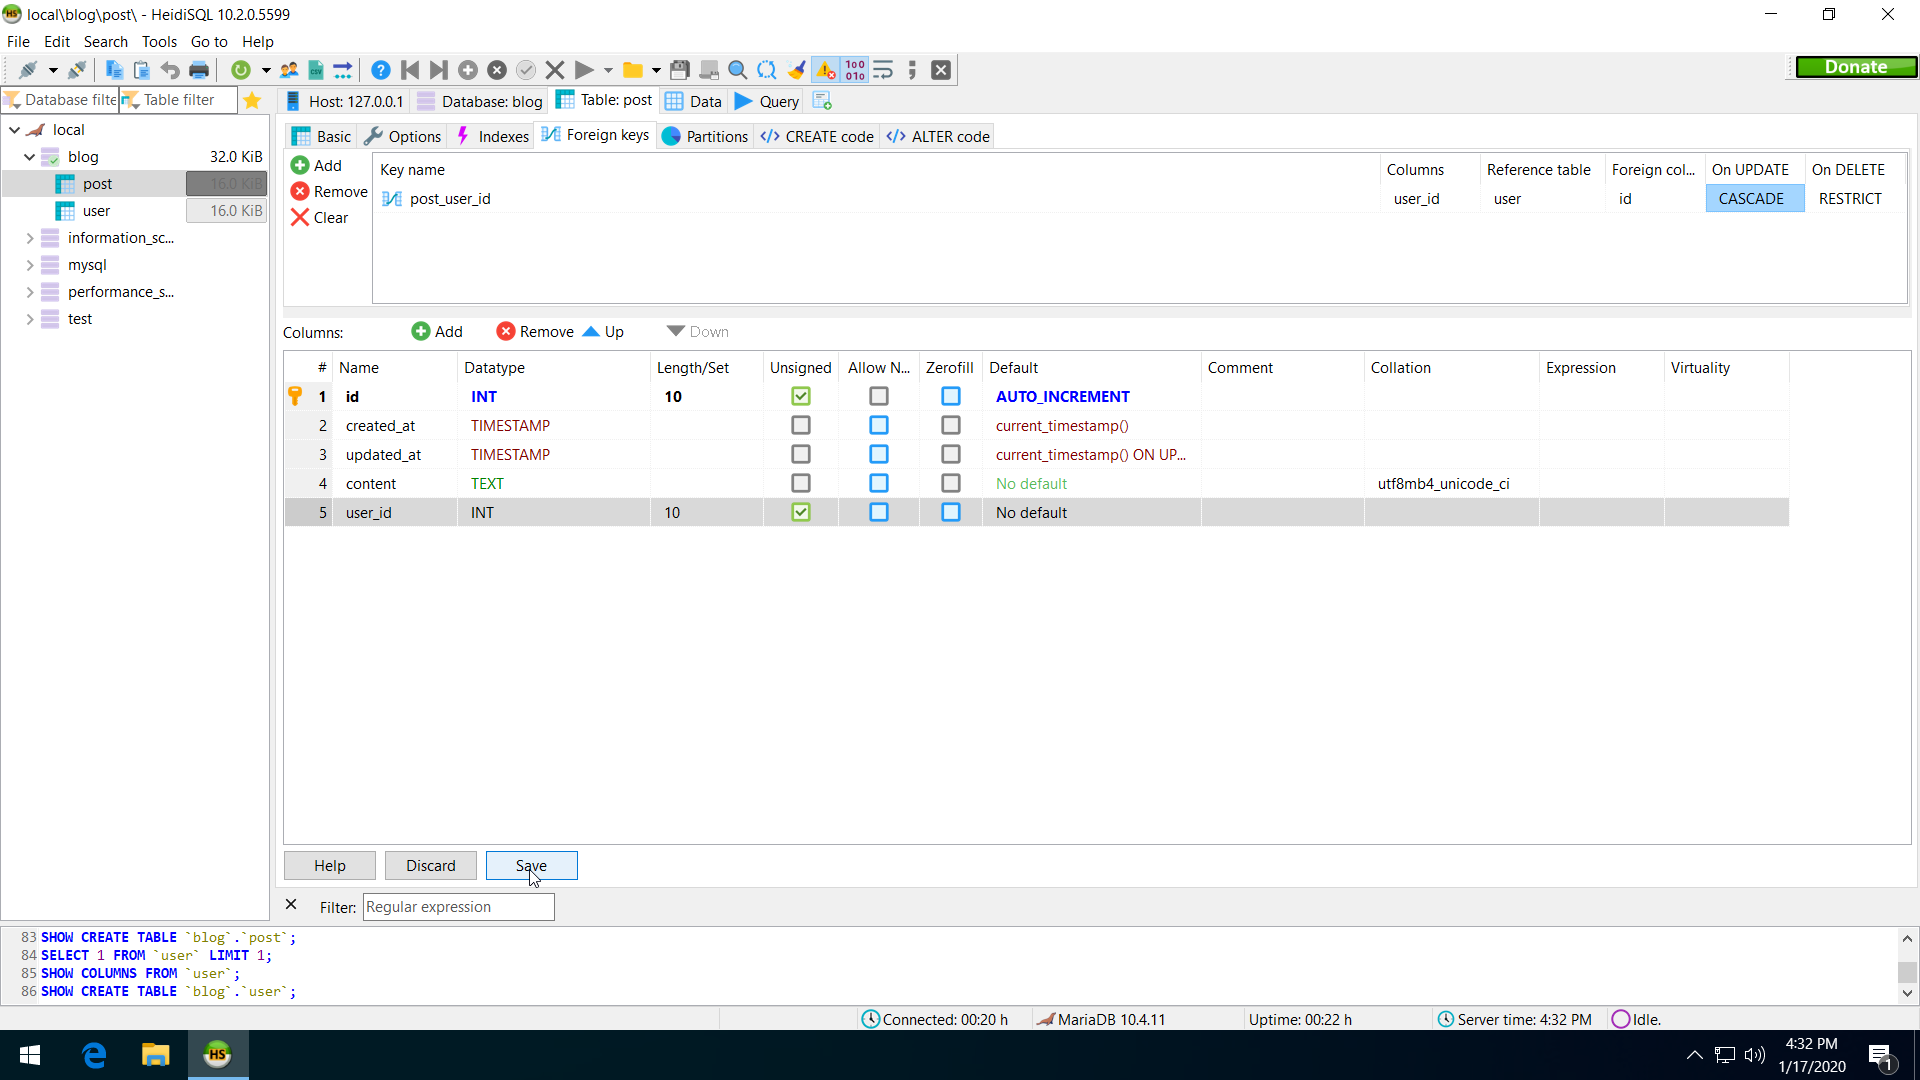 local\blog\post\ - HeidiSQL 10.2.0.5599
File Edit Search Tools Go to Help
Donate
Database filte Table filter
Host: 127.0.0.1 Database: blog Table: post Data Query
local
blog 32.0 KiB
post 16.0 KiB
user 16.0 KiB
information_sc...
mysql
performance_s...
test
Basic Options Indexes Foreign keys Partitions CREATE code ALTER code
Add
Remove
Clear
Key name Columns Reference table Foreign col... On UPDATE On DELETE
post_user_id user_id user id CASCADE RESTRICT
Columns: Add Remove Up Down
# Name Datatype Length/Set Unsigned Allow N... Zerofill Default Comment Collation Expression Virtuality
1 id INT 10 AUTO_INCREMENT
2 created_at TIMESTAMP current_timestamp()
3 updated_at TIMESTAMP current_timestamp() ON UP...
4 content TEXT No default utf8mb4_unicode_ci
5 user_id INT 10 No default
Help Discard Save
Filter: Regular expression
83 SHOW CREATE TABLE `blog`.`post`;
84 SELECT 1 FROM `user` LIMIT 1;
85 SHOW COLUMNS FROM `user`;
86 SHOW CREATE TABLE `blog`.`user`;
Connected: 00:20 h MariaDB 10.4.11 Uptime: 00:22 h Server time: 4:32 PM Idle.
HS
4:32 PM
1/17/2020
1